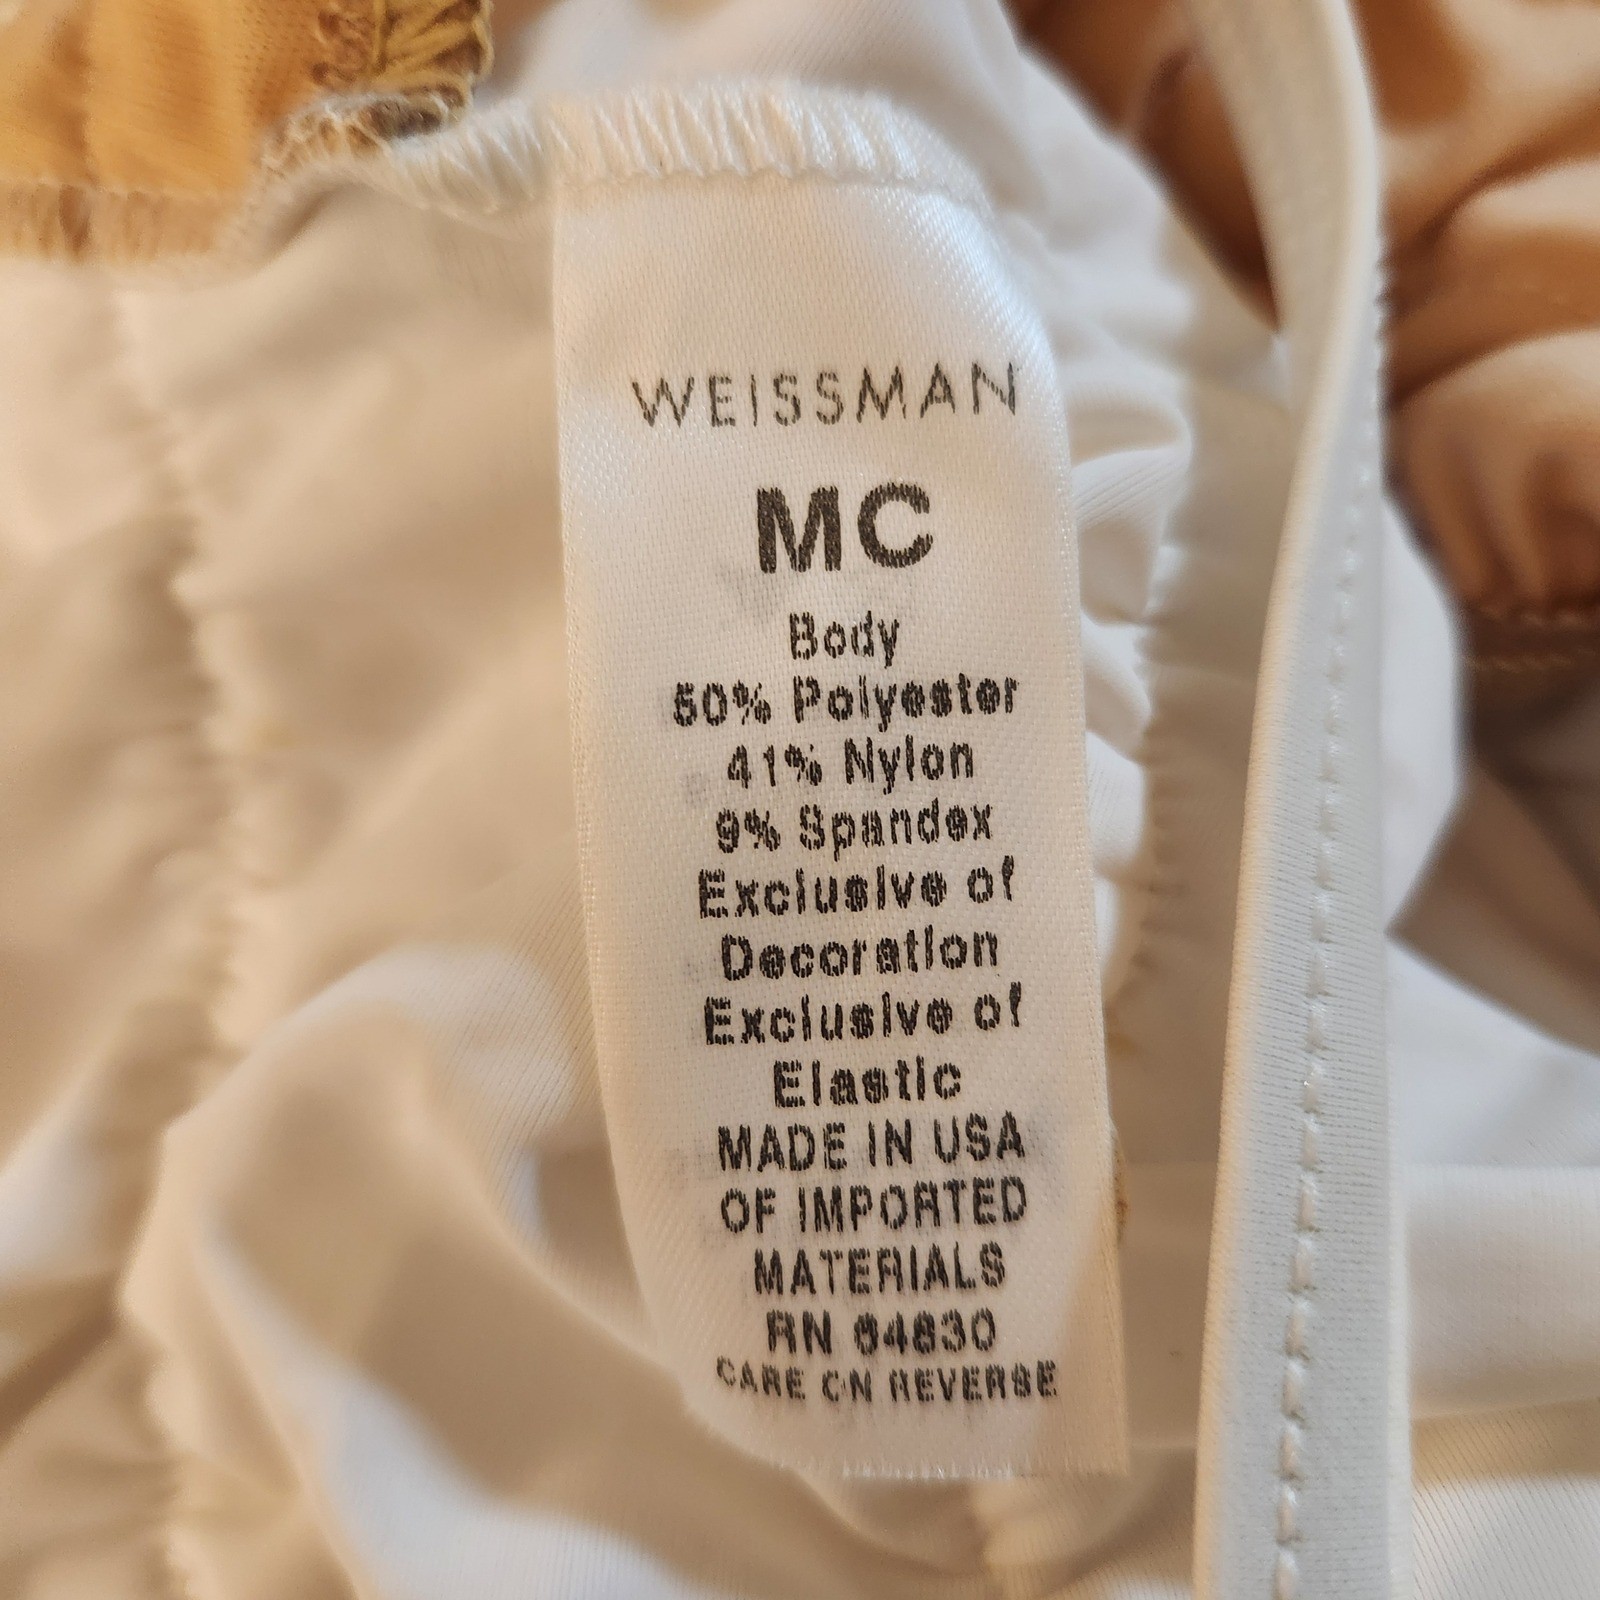 WEISSMAN
MC
Body
50% Polyester
41% Nylon
9% Spandex
Exclusive of
Decoration
Exclusive of
Elastic
MADE IN USA
OF IMPORTED
MATERIALS
RN 64630
CARE ON REVERSE